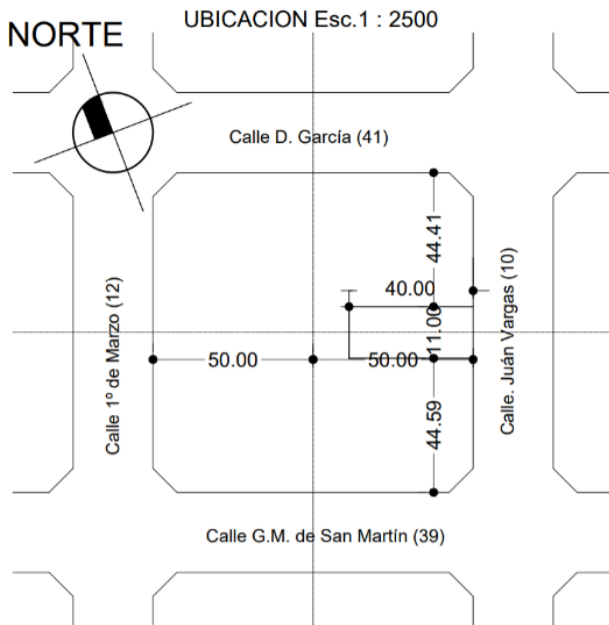 UBICACION Esc.1 : 2500
NORTE
Calle D. García (41)
44.41
40.00
11.00
50.00
50.00
44.59
Calle 1º de Marzo (12)
Calle. Juán Vargas (10)
Calle G.M. de San Martín (39)